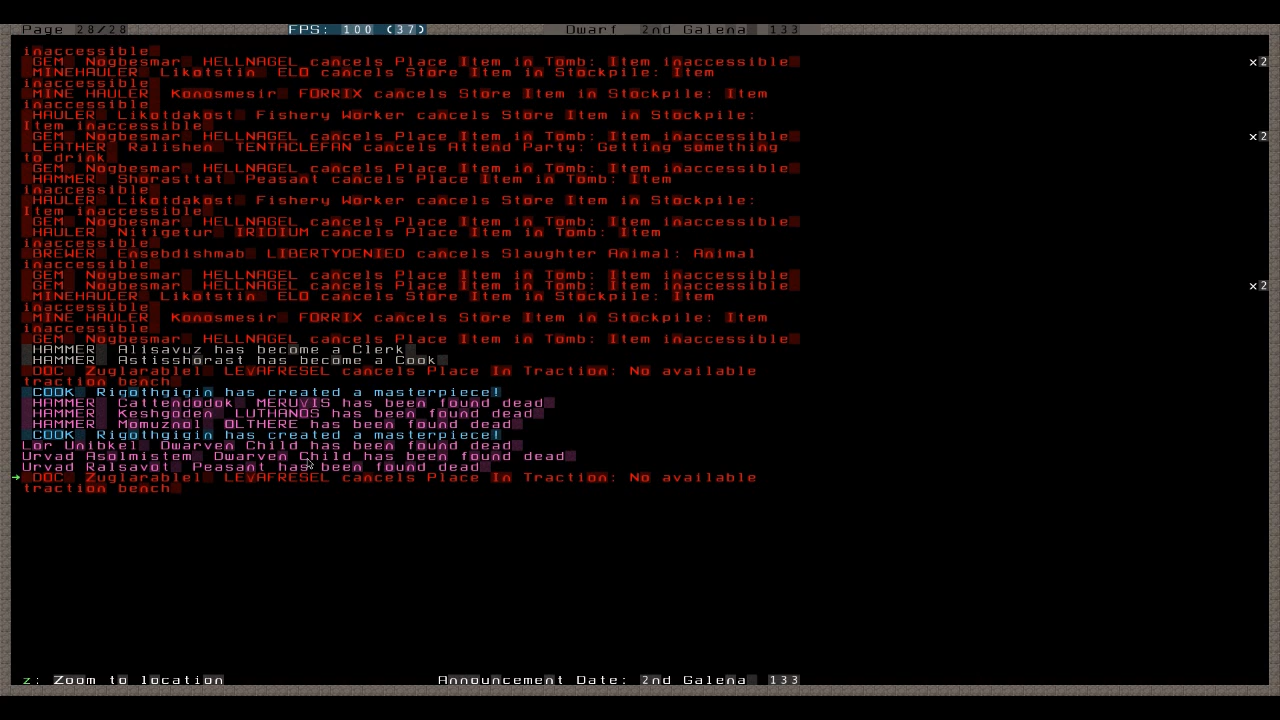 Page 28/28 FPS: 100 (37) Dwarf 2nd Galena 133
inaccessible
GEM Nogbesmar HELLNAGEL cancels Place Item in Tomb: Item inaccessible x2
MINEHAULER Likotstin ELO cancels Store Item in Stockpile: Item
inaccessible
MINE HAULER Konosmesir FORRIX cancels Store Item in Stockpile: Item
inaccessible
HAULER Likotdakost Fishery Worker cancels Store Item in Stockpile:
Item inaccessible
GEM Nogbesmar HELLNAGEL cancels Place Item in Tomb: Item inaccessible x2
LEATHER Ralishen TENTACLEFAN cancels Attend Party: Getting something
to drink
GEM Nogbesmar HELLNAGEL cancels Place Item in Tomb: Item inaccessible
HAMMER Shorasttat Peasant cancels Place Item in Tomb: Item
inaccessible
HAULER Likotdakost Fishery Worker cancels Store Item in Stockpile:
Item inaccessible
GEM Nogbesmar HELLNAGEL cancels Place Item in Tomb: Item inaccessible
HAULER Nitigetur IRIDIUM cancels Place Item in Tomb: Item
inaccessible
BREWER Ensebdishmab LIBERTYDENIED cancels Slaughter Animal: Animal
inaccessible
GEM Nogbesmar HELLNAGEL cancels Place Item in Tomb: Item inaccessible
GEM Nogbesmar HELLNAGEL cancels Place Item in Tomb: Item inaccessible x2
MINEHAULER Likotstin ELO cancels Store Item in Stockpile: Item
inaccessible
MINE HAULER Konosmesir FORRIX cancels Store Item in Stockpile: Item
inaccessible
GEM Nogbesmar HELLNAGEL cancels Place Item in Tomb: Item inaccessible
HAMMER Alisavuz has become a Clerk
HAMMER Astisshorast has become a Cook
DOC Zuglarablel LEVAFRESEL cancels Place In Traction: No available
traction bench
COOK Rigothgigin has created a masterpiece!
HAMMER Cattendodok MERUVIS has been found dead
HAMMER Keshgoden LUTHANOS has been found dead
HAMMER Momuznol OLTHERE has been found dead
COOK Rigothgigin has created a masterpiece!
Lor Unibkel Dwarven Child has been found dead
Urvad Asolmistem Dwarven Child has been found dead
Urvad Ralsavot Peasant has been found dead
DOC Zuglarablel LEVAFRESEL cancels Place In Traction: No available
traction bench
z: Zoom to location Announcement Date: 2nd Galena 133